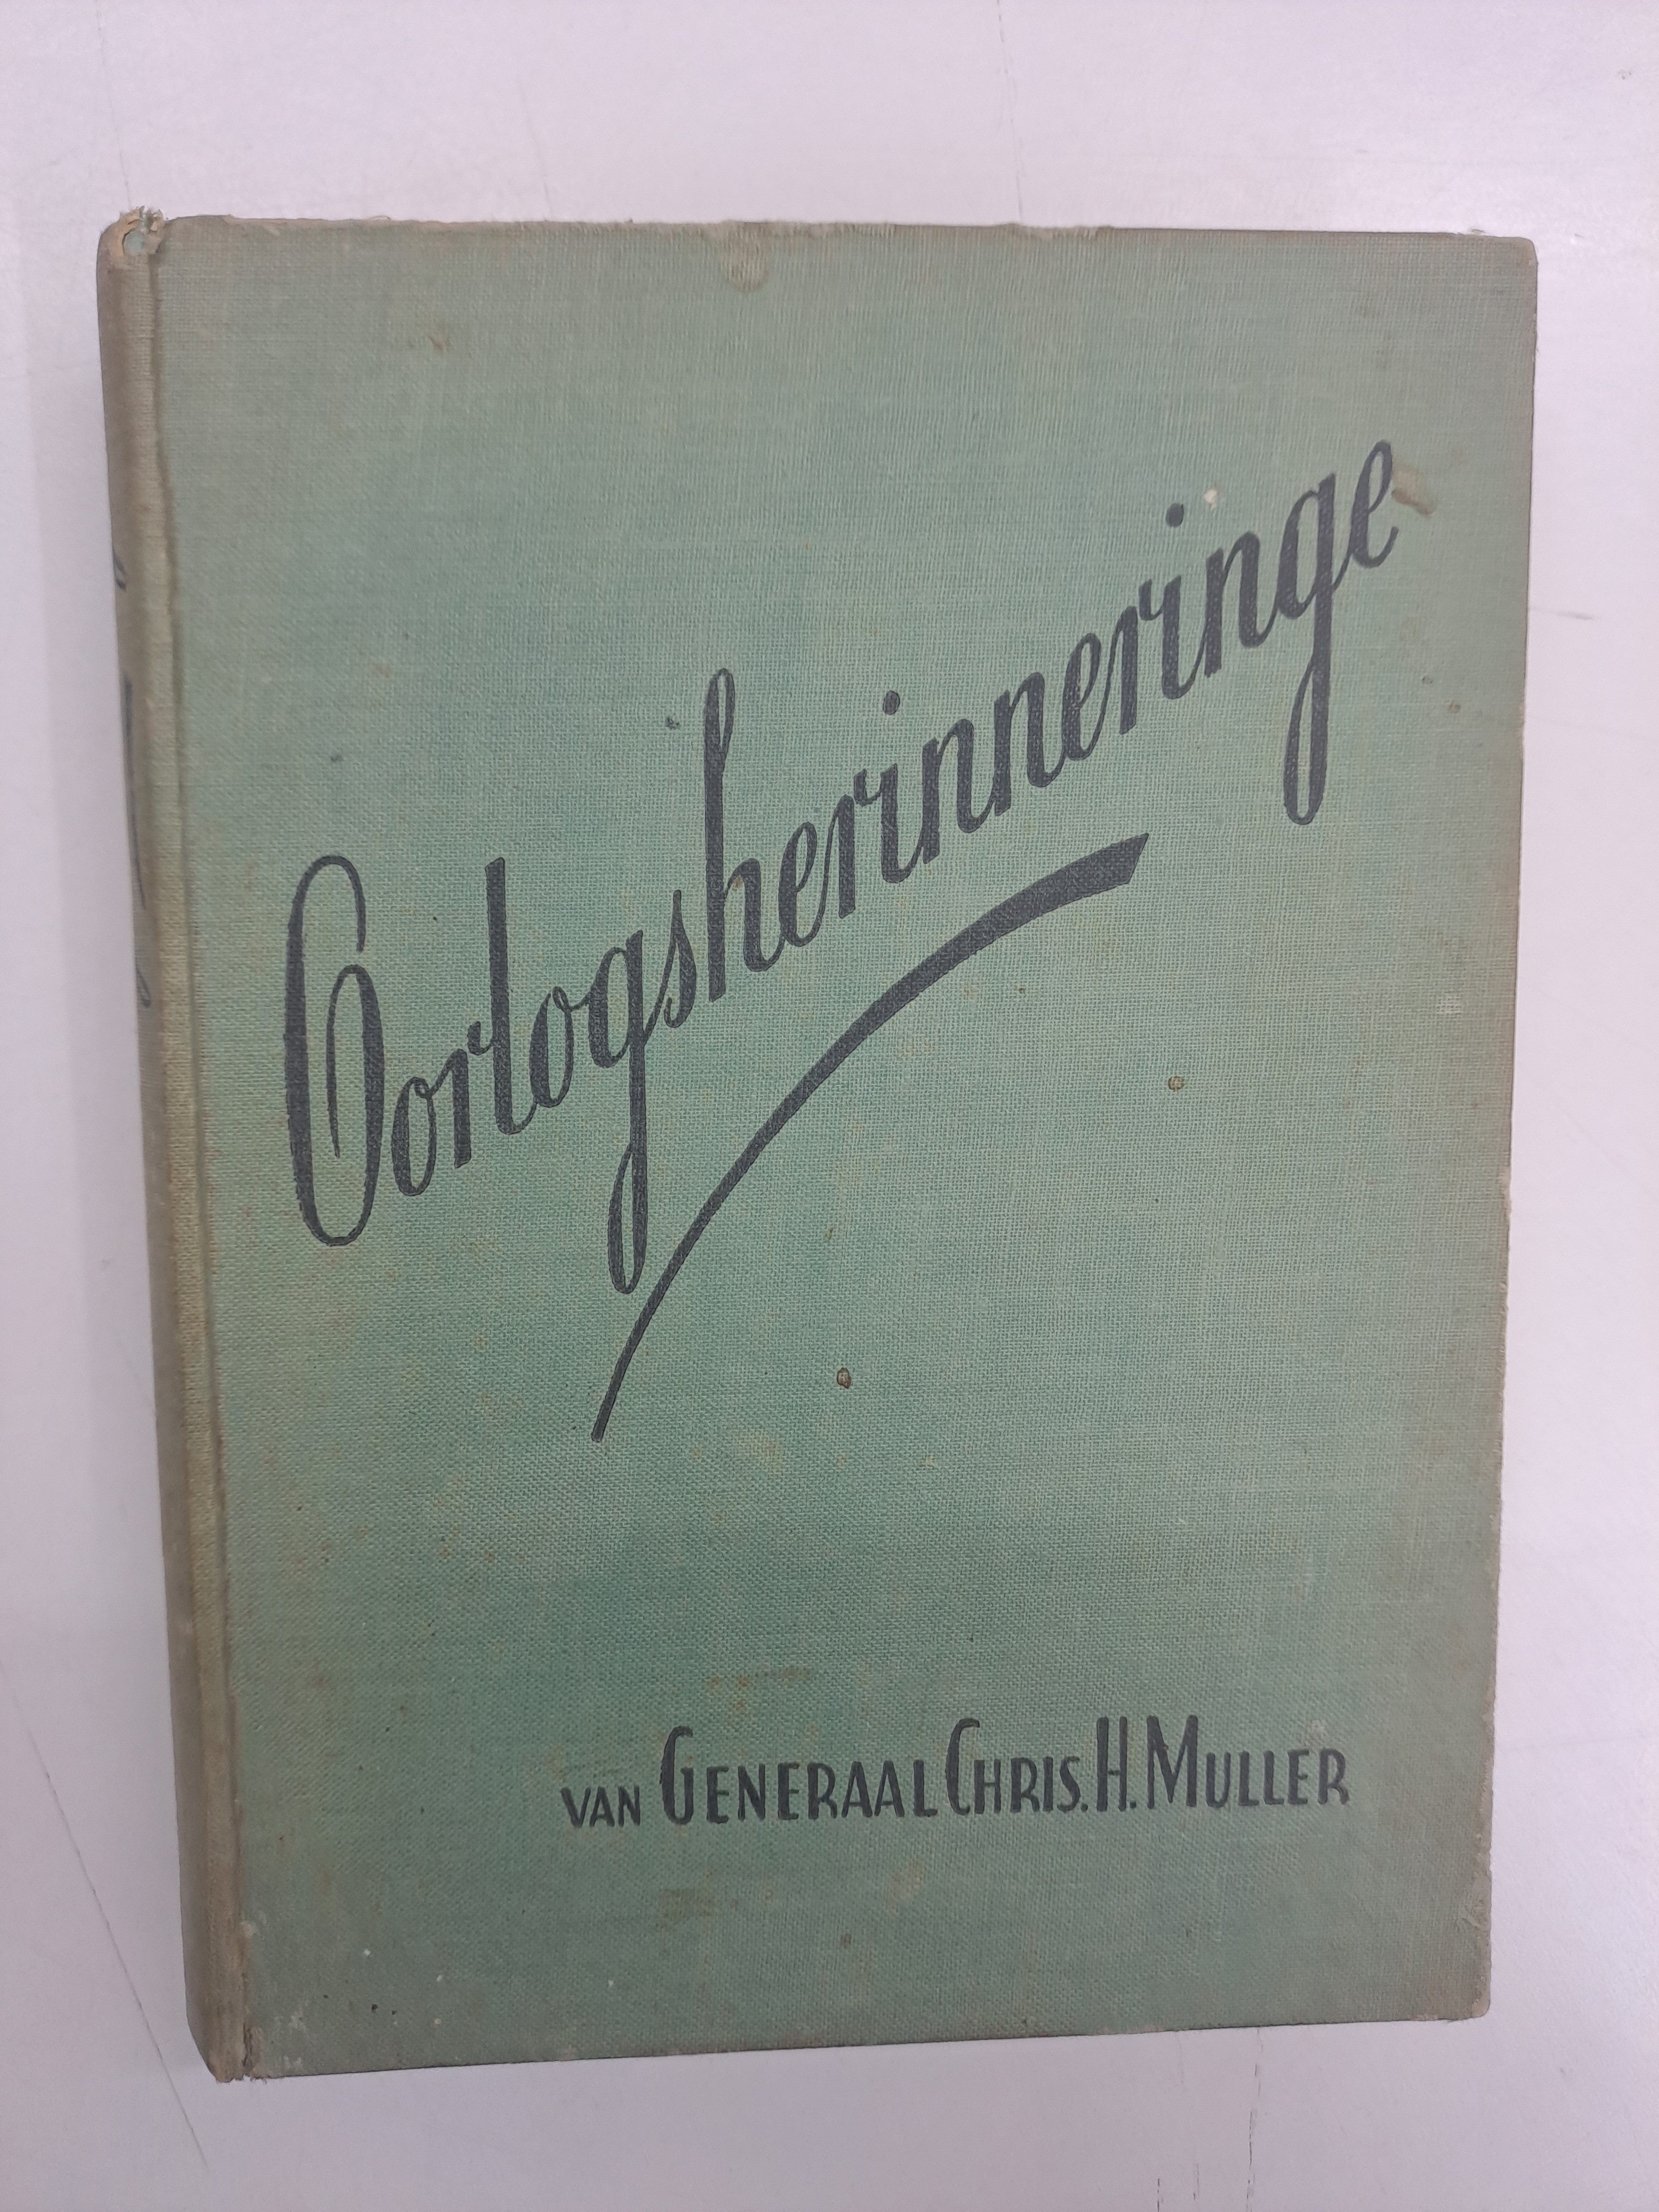 Oorlogsherinneringe
VAN GENERAAL CHRIS. H. MULLER